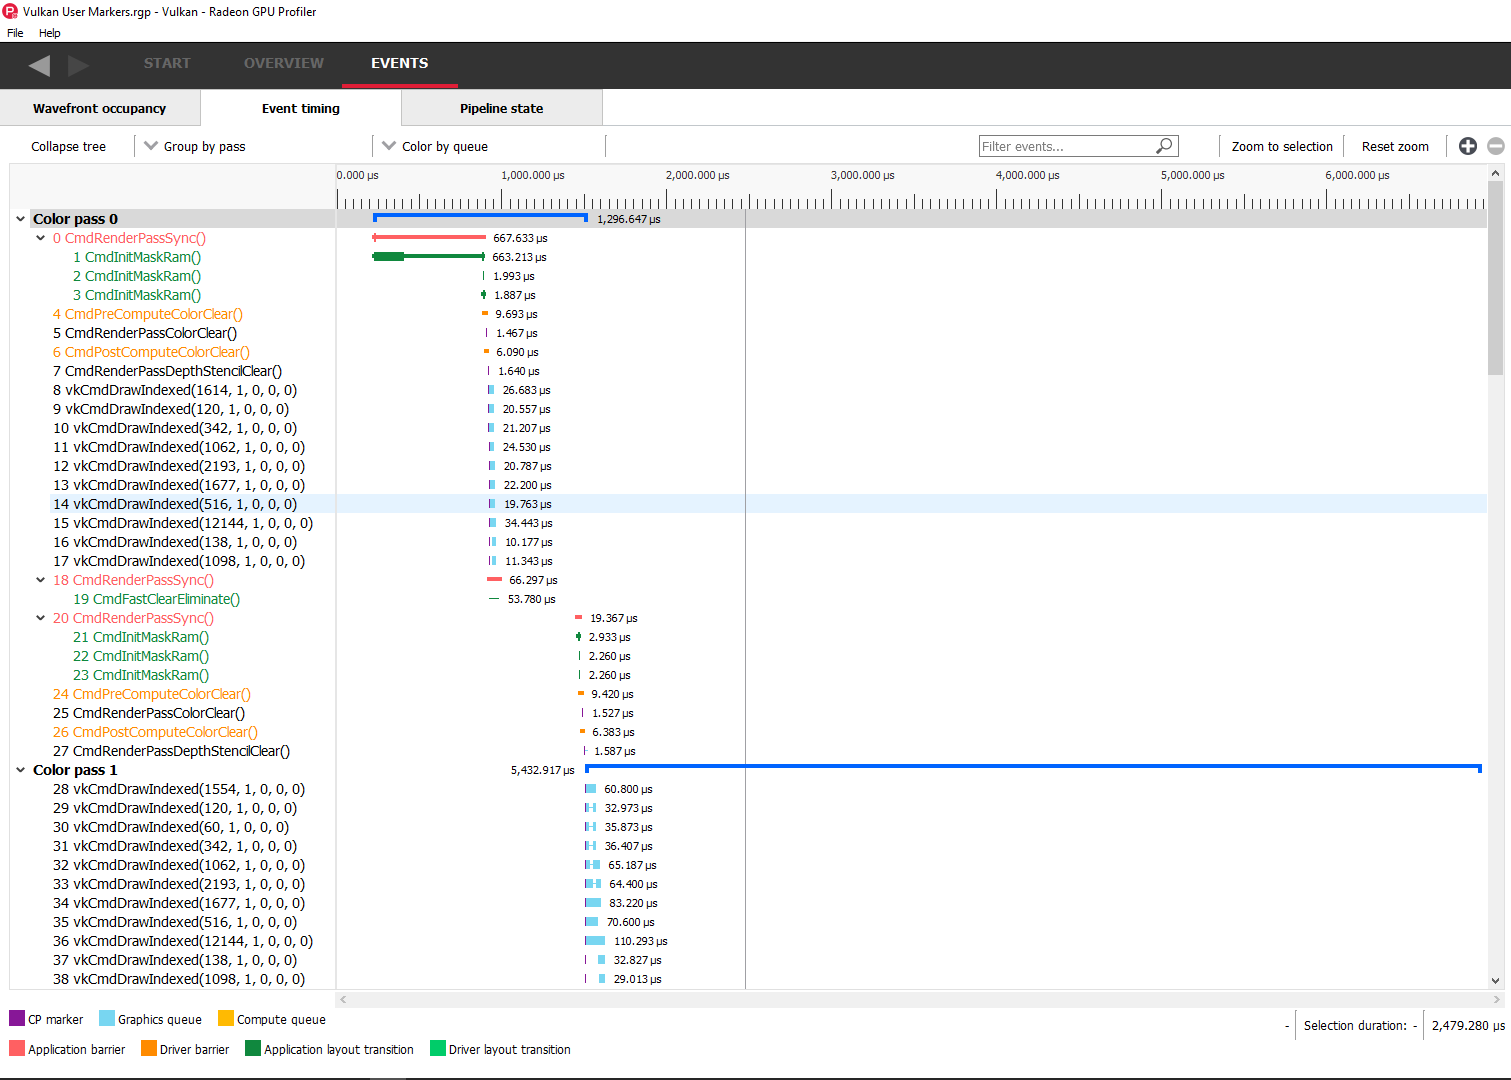 Vulkan User Markers.rgp - Vulkan - Radeon GPU Profiler
File Help
START OVERVIEW EVENTS
Wavefront occupancy Event timing Pipeline state
Collapse tree Group by pass Color by queue Filter events... Zoom to selection Reset zoom
0.000 µs 1,000.000 µs 2,000.000 µs 3,000.000 µs 4,000.000 µs 5,000.000 µs 6,000.000 µs
Color pass 0 1,296.647 µs
0 CmdRenderPassSync() 667.633 µs
1 CmdInitMaskRam() 663.213 µs
2 CmdInitMaskRam() 1.993 µs
3 CmdInitMaskRam() 1.887 µs
4 CmdPreComputeColorClear() 9.693 µs
5 CmdRenderPassColorClear() 1.467 µs
6 CmdPostComputeColorClear() 6.090 µs
7 CmdRenderPassDepthStencilClear() 1.640 µs
8 vkCmdDrawIndexed(1614, 1, 0, 0, 0) 26.683 µs
9 vkCmdDrawIndexed(120, 1, 0, 0, 0) 20.557 µs
10 vkCmdDrawIndexed(342, 1, 0, 0, 0) 21.207 µs
11 vkCmdDrawIndexed(1062, 1, 0, 0, 0) 24.530 µs
12 vkCmdDrawIndexed(2193, 1, 0, 0, 0) 20.787 µs
13 vkCmdDrawIndexed(1677, 1, 0, 0, 0) 22.200 µs
14 vkCmdDrawIndexed(516, 1, 0, 0, 0) 19.763 µs
15 vkCmdDrawIndexed(12144, 1, 0, 0, 0) 34.443 µs
16 vkCmdDrawIndexed(138, 1, 0, 0, 0) 10.177 µs
17 vkCmdDrawIndexed(1098, 1, 0, 0, 0) 11.343 µs
18 CmdRenderPassSync() 66.297 µs
19 CmdFastClearEliminate() 53.780 µs
20 CmdRenderPassSync() 19.367 µs
21 CmdInitMaskRam() 2.933 µs
22 CmdInitMaskRam() 2.260 µs
23 CmdInitMaskRam() 2.260 µs
24 CmdPreComputeColorClear() 9.420 µs
25 CmdRenderPassColorClear() 1.527 µs
26 CmdPostComputeColorClear() 6.383 µs
27 CmdRenderPassDepthStencilClear() 1.587 µs
Color pass 1 5,432.917 µs
28 vkCmdDrawIndexed(1554, 1, 0, 0, 0) 60.800 µs
29 vkCmdDrawIndexed(120, 1, 0, 0, 0) 32.973 µs
30 vkCmdDrawIndexed(60, 1, 0, 0, 0) 35.873 µs
31 vkCmdDrawIndexed(342, 1, 0, 0, 0) 36.407 µs
32 vkCmdDrawIndexed(1062, 1, 0, 0, 0) 65.187 µs
33 vkCmdDrawIndexed(2193, 1, 0, 0, 0) 64.400 µs
34 vkCmdDrawIndexed(1677, 1, 0, 0, 0) 83.220 µs
35 vkCmdDrawIndexed(516, 1, 0, 0, 0) 70.600 µs
36 vkCmdDrawIndexed(12144, 1, 0, 0, 0) 110.293 µs
37 vkCmdDrawIndexed(138, 1, 0, 0, 0) 32.827 µs
38 vkCmdDrawIndexed(1098, 1, 0, 0, 0) 29.013 µs
CP marker Graphics queue Compute queue - Selection duration: - 2,479.280 µs
Application barrier Driver barrier Application layout transition Driver layout transition